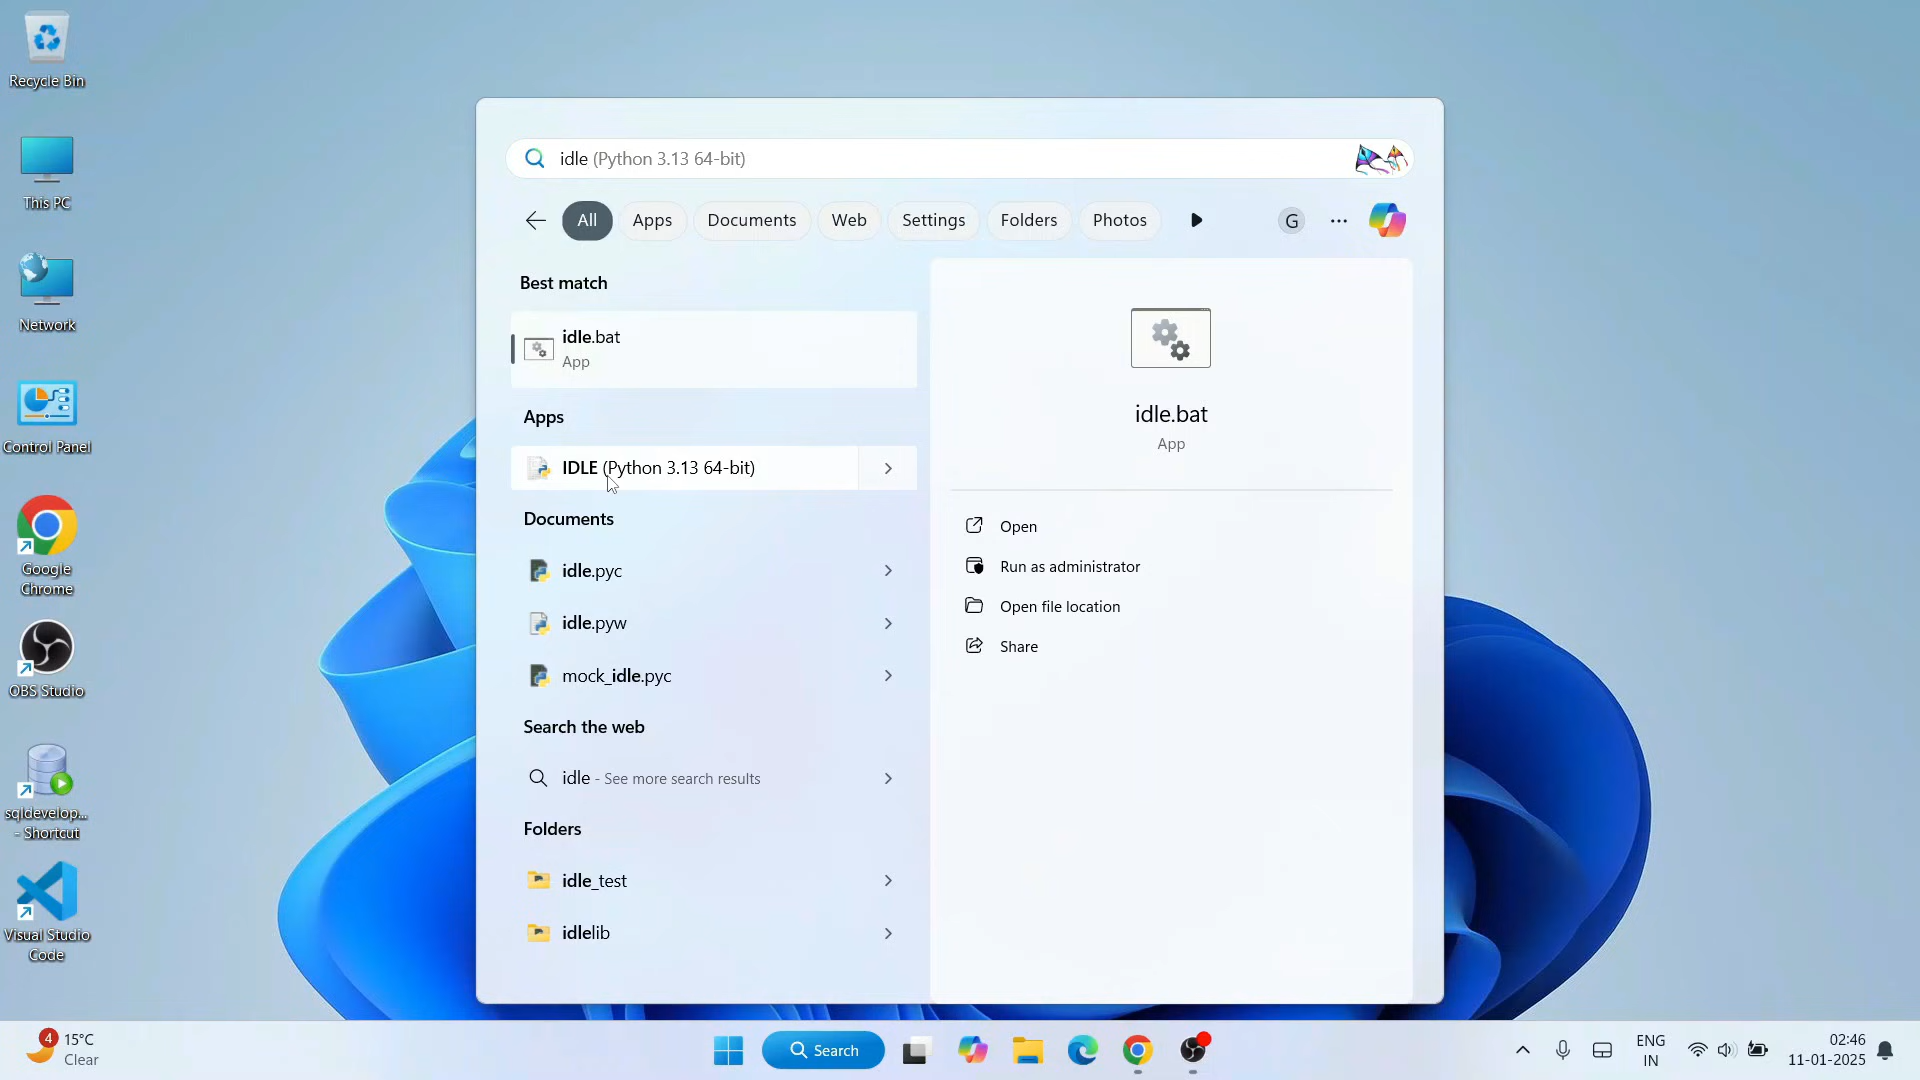 Recycle Bin
This PC
Network
Control Panel
Google
Chrome
OBS Studio
sqldevelop...
- Shortcut
Visual Studio
Code
idle (Python 3.13 64-bit)
All
Apps
Documents
Web
Settings
Folders
Photos
G
Best match
idle.bat
App
Apps
IDLE (Python 3.13 64-bit)
Documents
idle.pyc
idle.pyw
mock_idle.pyc
Search the web
idle - See more search results
Folders
idle_test
idlelib
idle.bat
App
Open
Run as administrator
Open file location
Share
4
15°C
Clear
Search
ENG
IN
02:46
11-01-2025